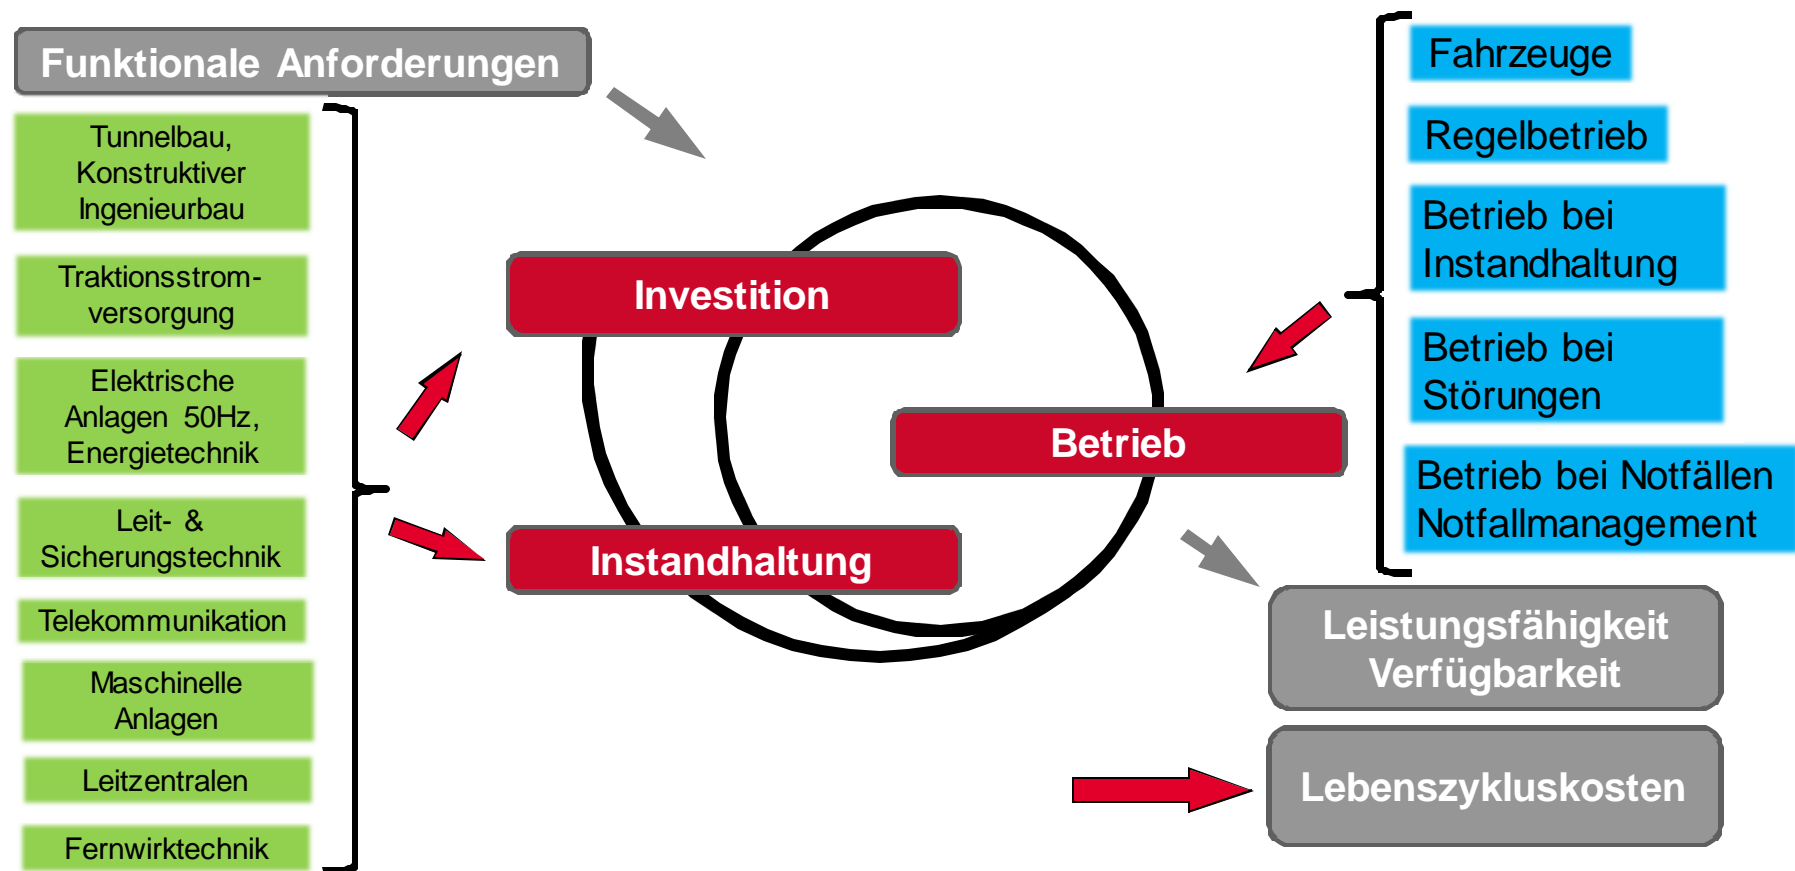 Funktionale Anforderungen
Tunnelbau,
Konstruktiver
Ingenieurbau
Traktionsstrom-
versorgung
Elektrische
Anlagen 50Hz,
Energietechnik
Leit- &
Sicherungstechnik
Telekommunikation
Maschinelle
Anlagen
Leitzentralen
Fernwirktechnik
Investition
Betrieb
Instandhaltung
Fahrzeuge
Regelbetrieb
Betrieb bei
Instandhaltung
Betrieb bei
Störungen
Betrieb bei Notfällen
Notfallmanagement
Leistungsfähigkeit
Verfügbarkeit
Lebenszykluskosten